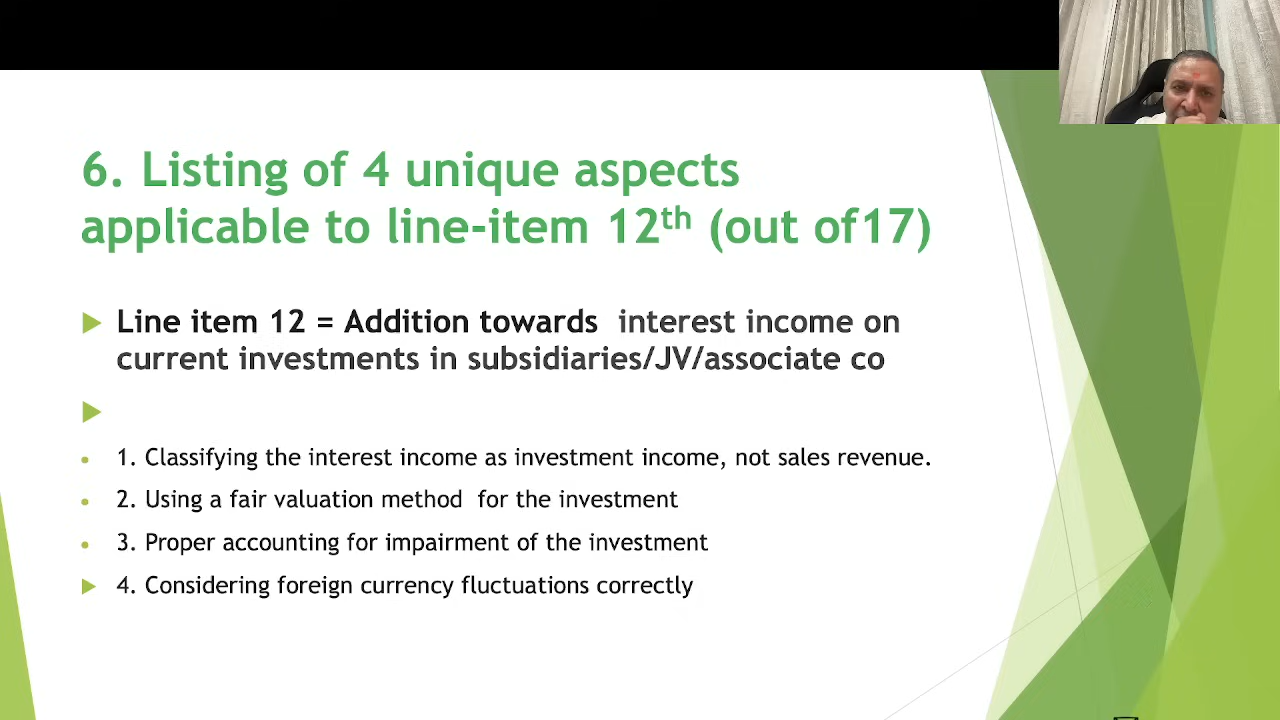 6. Listing of 4 unique aspects
applicable to line-item 12th (out of17)
Line item 12 = Addition towards interest income on
current investments in subsidiaries/JV/associate co
1. Classifying the interest income as investment income, not sales revenue.
2. Using a fair valuation method for the investment
3. Proper accounting for impairment of the investment
4. Considering foreign currency fluctuations correctly